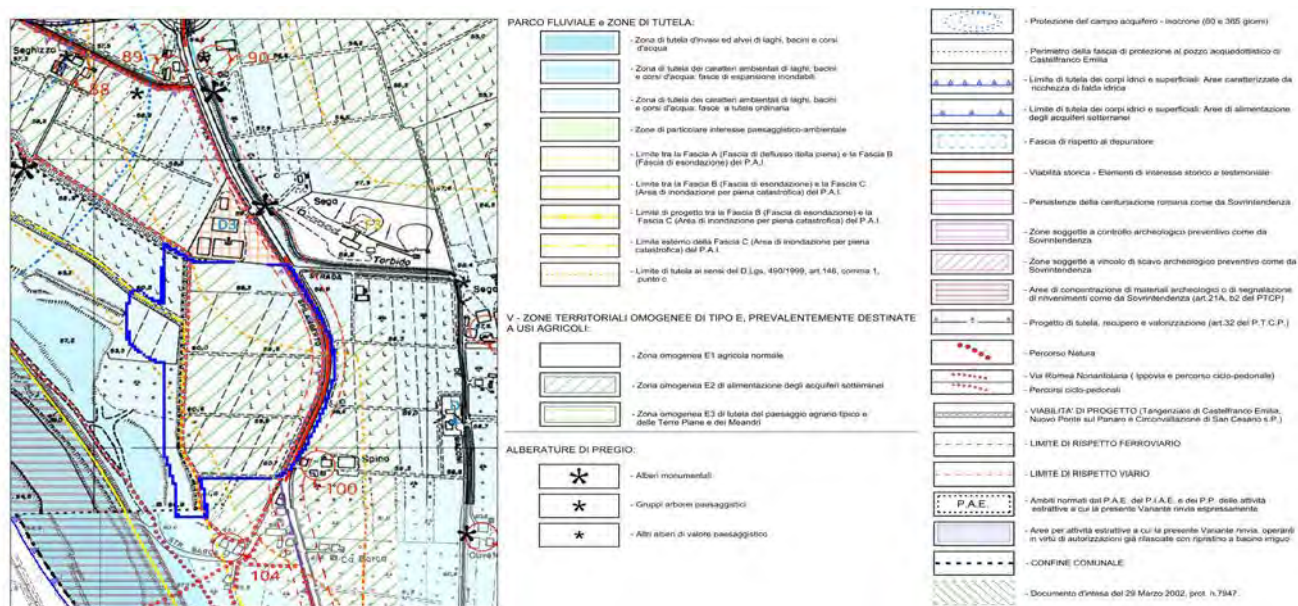 Seghizzo
89
90
88
D3
Sega
Torbido
STRADA
Sega
Spino
100
Ca Barca
STR. BARCA
104
PARCO FLUVIALE e ZONE DI TUTELA:
- Zona di tutela d'invasi ed alvei di laghi, bacini e corsi
d'acqua
- Zona di tutela dei caratteri ambientali di laghi, bacini
e corsi d'acqua: fasce di espansione inondabili
- Zona di tutela dei caratteri ambientali di laghi, bacini
e corsi d'acqua: fasce a tutela ordinaria
- Zone di particolare interesse paesaggistico-ambientale
- Limite tra la Fascia A (Fascia di deflusso della piena) e la Fascia B
(Fascia di esondazione) del P.A.I.
- Limite tra la Fascia B (Fascia di esondazione) e la Fascia C
(Area di inondazione per piena catastrofica) del P.A.I.
- Limite di progetto tra la Fascia B (Fascia di esondazione) e la
Fascia C (Area di inondazione per piena catastrofica) del P.A.I.
- Limite esterno della Fascia C (Area di inondazione per piena
catastrofica) del P.A.I.
- Limite di tutela ai sensi del D.Lgs. 490/1999, art.146, comma 1,
punto c
V - ZONE TERRITORIALI OMOGENEE DI TIPO E, PREVALENTEMENTE DESTINATE
A USI AGRICOLI:
- Zona omogenea E1 agricola normale
- Zona omogenea E2 di alimentazione degli acquiferi sotterranei
- Zona omogenea E3 di tutela del paesaggio agrario tipico e
delle Terre Piane e dei Meandri
ALBERATURE DI PREGIO:
- Alberi monumentali
- Gruppi arborei paesaggistici
- Altri alberi di valore paesaggistico
- Protezione del campo acquifero - isocrone (60 e 365 giorni)
- Perimetro della fascia di protezione al pozzo acquedottistico di
Castelfranco Emilia
- Limite di tutela dei corpi idrici e superficiali: Aree caratterizzate da
ricchezza di falda idrica
- Limite di tutela dei corpi idrici e superficiali: Aree di alimentazione
degli acquiferi sotterranei
- Fascia di rispetto al depuratore
- Viabilità storica - Elementi di interesse storico e testimoniale
- Persistenze della centuriazione romana come da Sovrintendenza
- Zone soggette a controllo archeologico preventivo come da
Sovrintendenza
- Zone soggette a vincolo di scavo archeologico preventivo come da
Sovrintendenza
- Aree di concentrazione di materiali archeologici o di segnalazione
di rinvenimenti come da Sovrintendenza (art.21A, b2 del PTCP)
- Progetto di tutela, recupero e valorizzazione (art.32 del P.T.C.P.)
- Percorso Natura
- Via Romea Nonantolana ( Ippovia e percorso ciclo-pedonale)
- Percorsi ciclo-pedonali
- VIABILITA' DI PROGETTO (Tangenziale di Castelfranco Emilia,
Nuovo Ponte sul Panaro e Circonvallazione di San Cesario s.P.)
- LIMITE DI RISPETTO FERROVIARIO
- LIMITE DI RISPETTO VIARIO
P.A.E.
- Ambiti normati dal P.A.E. del P.I.A.E. e dei P.P. delle attività
estrattive a cui la presente Variante rinvia espressamente
- Aree per attività estrattive a cui la presente Variante rinvia, operanti
in virtù di autorizzazioni già rilasciate con ripristino a bacino irriguo
- CONFINE COMUNALE
- Documento d'intesa del 29 Marzo 2002, prot. n.7947.